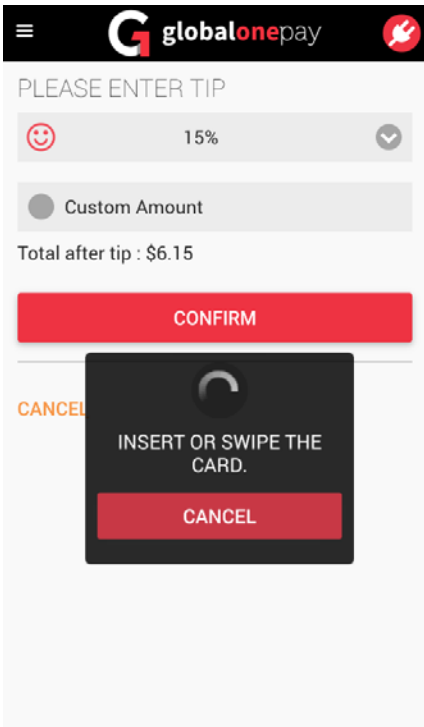 globalonepay
PLEASE ENTER TIP
15%
Custom Amount
Total after tip : $6.15
CONFIRM
CANCEL
INSERT OR SWIPE THE
CARD.
CANCEL